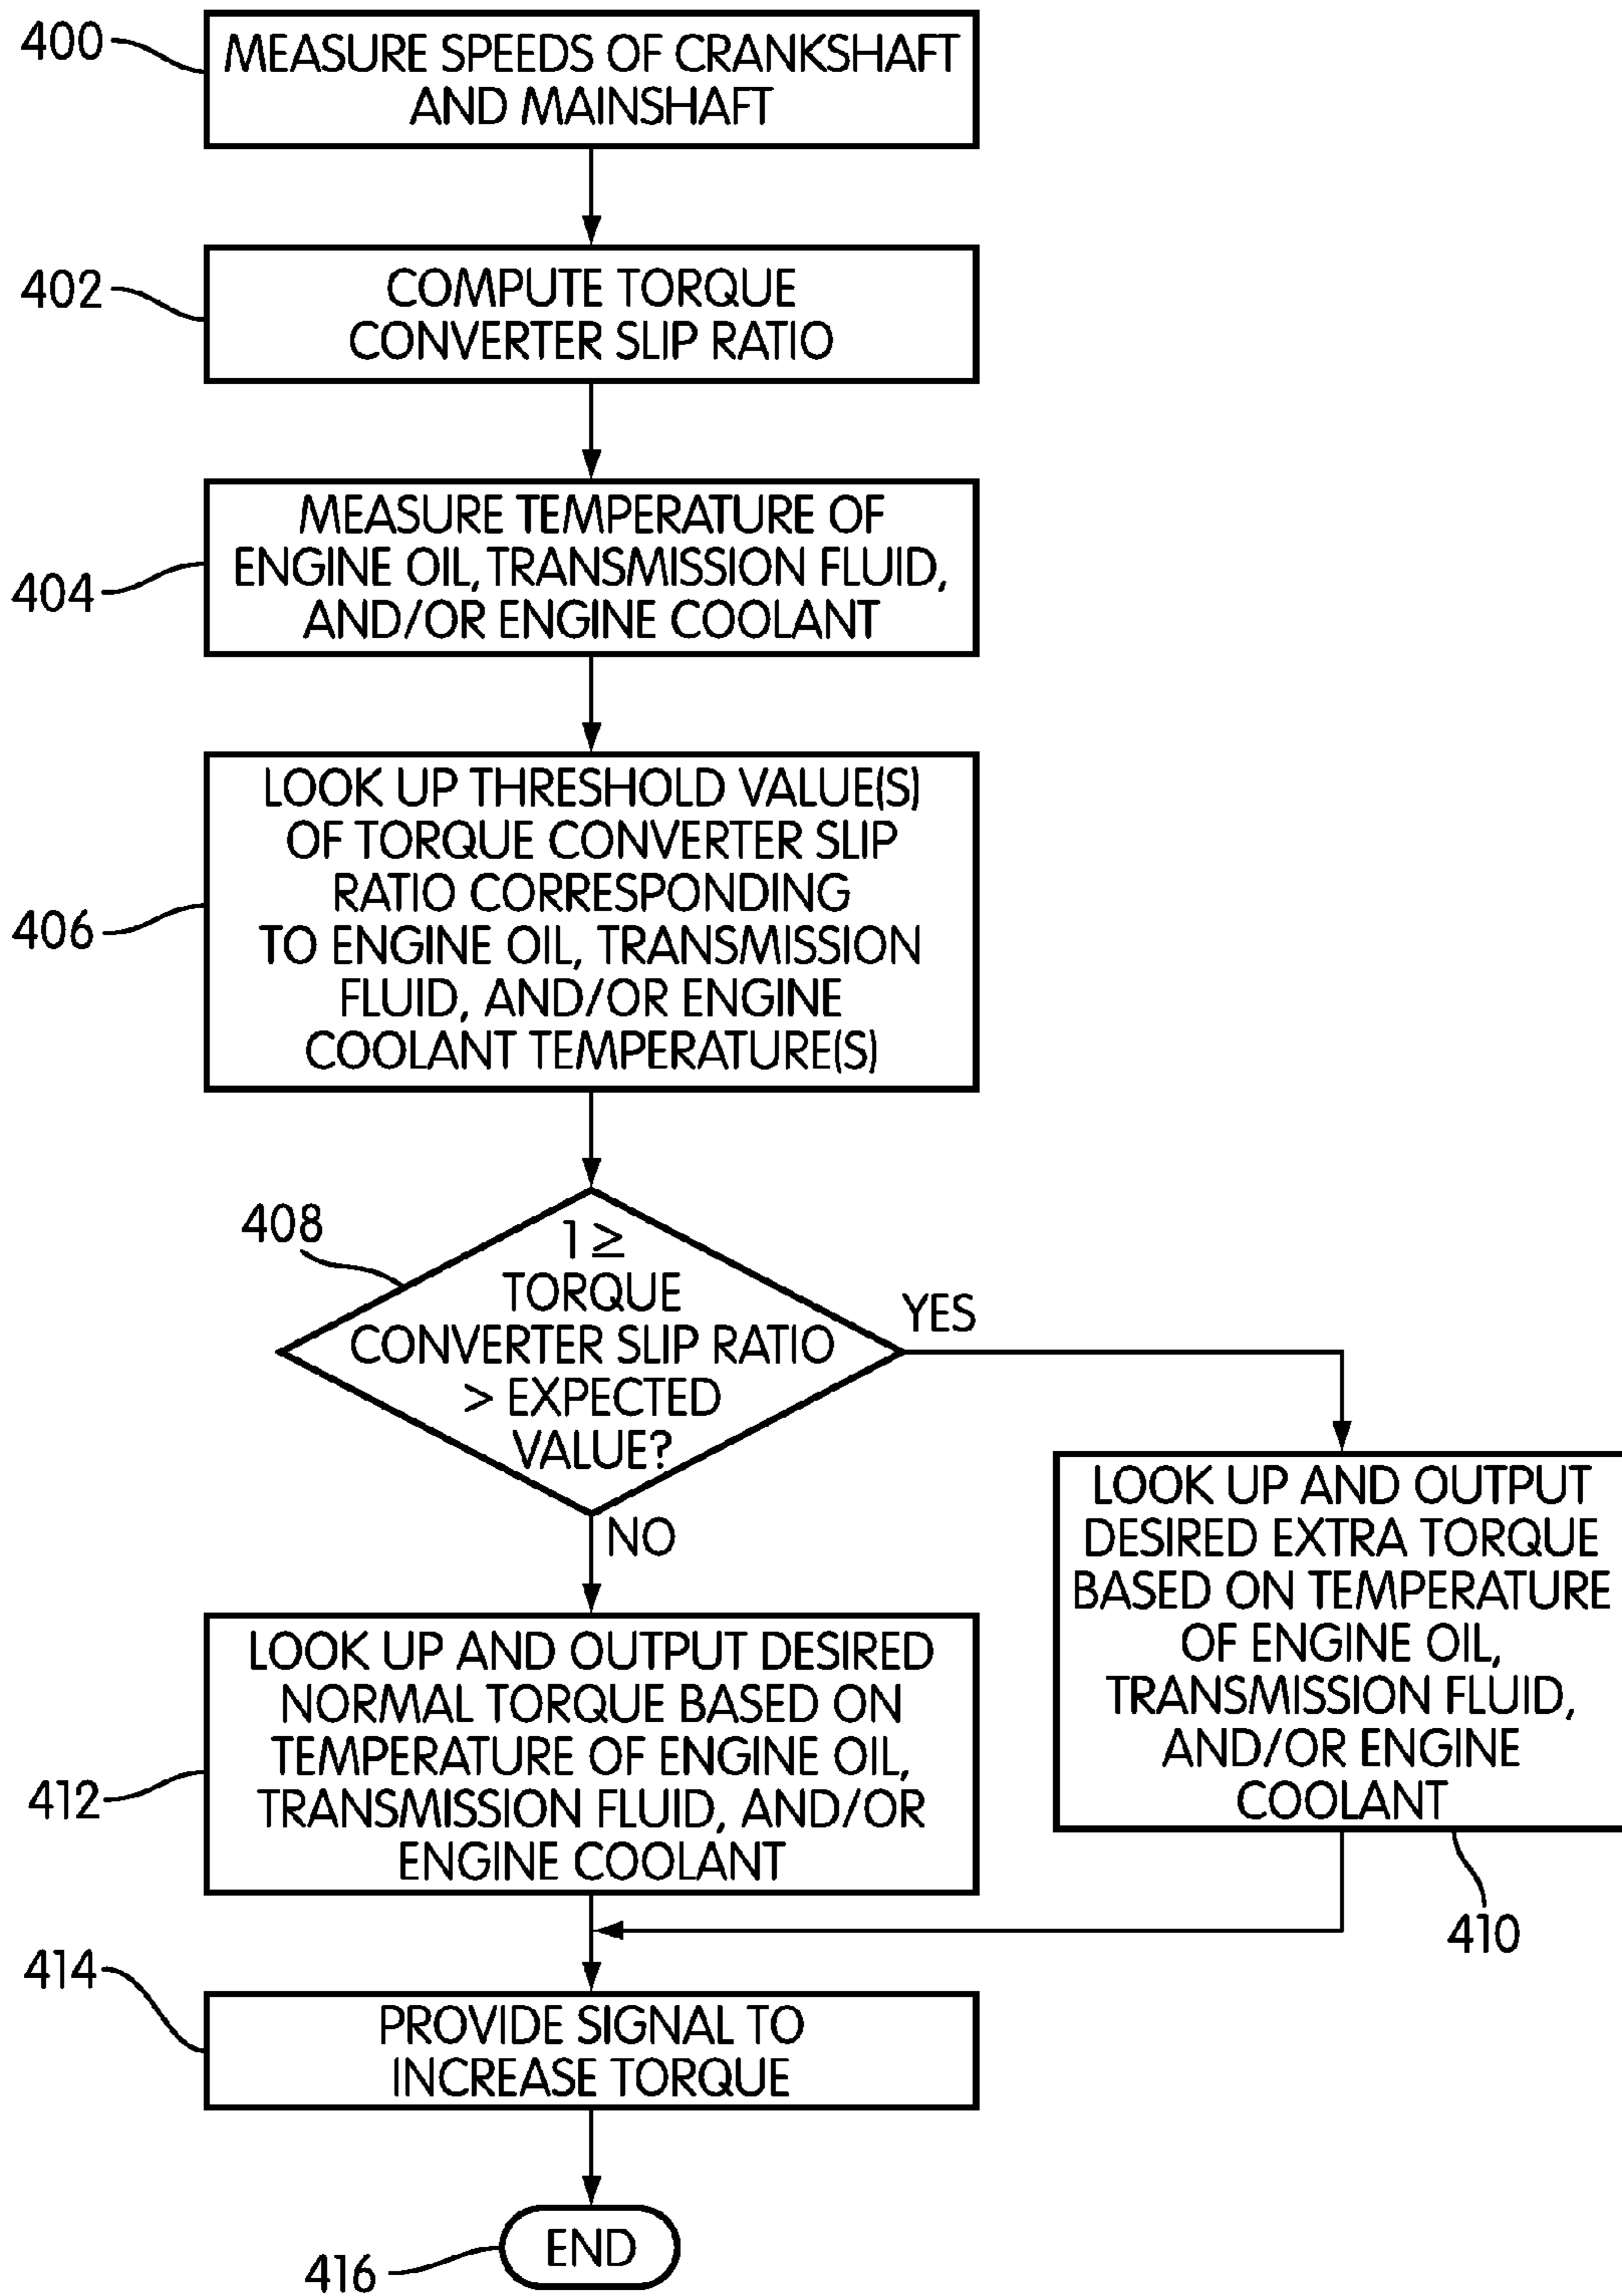 400
MEASURE SPEEDS OF CRANKSHAFT
AND MAINSHAFT
402
COMPUTE TORQUE
CONVERTER SLIP RATIO
404
MEASURE TEMPERATURE OF
ENGINE OIL, TRANSMISSION FLUID,
AND/OR ENGINE COOLANT
406
LOOK UP THRESHOLD VALUE(S)
OF TORQUE CONVERTER SLIP
RATIO CORRESPONDING
TO ENGINE OIL, TRANSMISSION
FLUID, AND/OR ENGINE
COOLANT TEMPERATURE(S)
408
1 ≥
TORQUE
CONVERTER SLIP RATIO
> EXPECTED
VALUE?
YES
NO
LOOK UP AND OUTPUT
DESIRED EXTRA TORQUE
BASED ON TEMPERATURE
OF ENGINE OIL,
TRANSMISSION FLUID,
AND/OR ENGINE
COOLANT
410
412
LOOK UP AND OUTPUT DESIRED
NORMAL TORQUE BASED ON
TEMPERATURE OF ENGINE OIL,
TRANSMISSION FLUID, AND/OR
ENGINE COOLANT
414
PROVIDE SIGNAL TO
INCREASE TORQUE
416
END